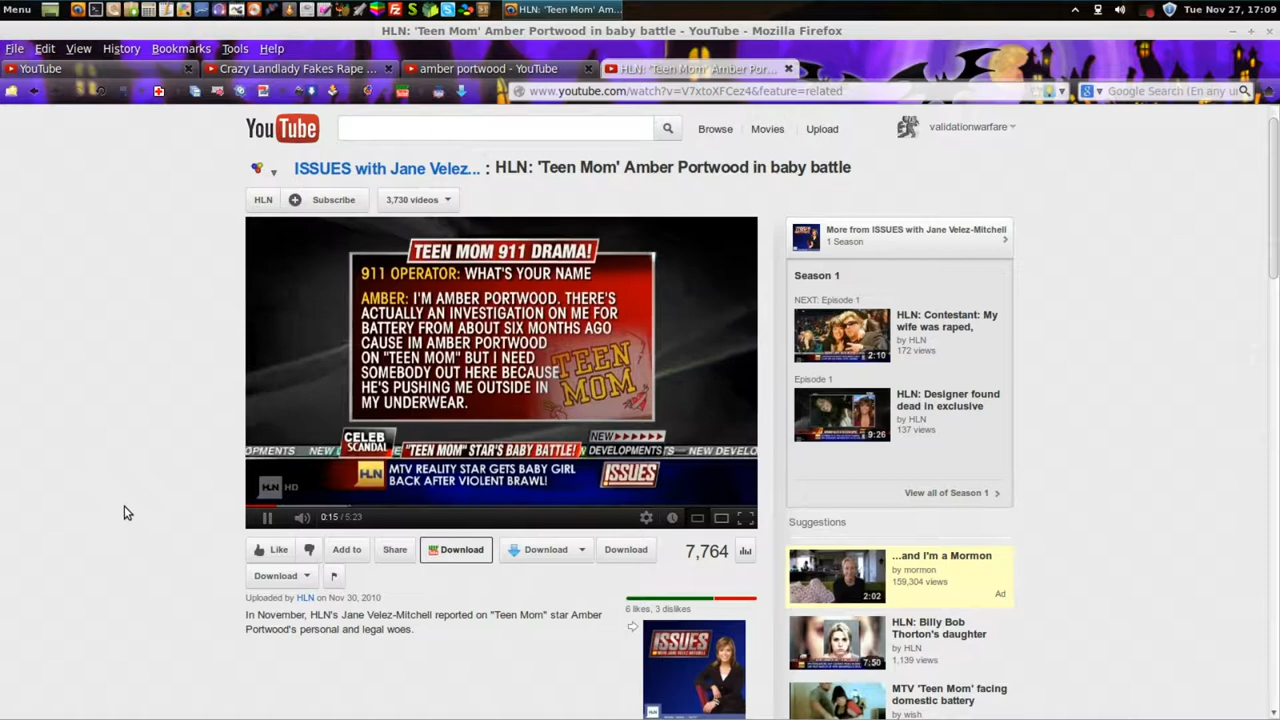 Menu
HLN: 'Teen Mom' Am...
Tue Nov 27, 17:09
HLN: 'Teen Mom' Amber Portwood in baby battle - YouTube - Mozilla Firefox
File Edit View History Bookmarks Tools Help
YouTube
Crazy Landlady Fakes Rape ...
amber portwood - YouTube
HLN: 'Teen Mom' Amber Por...
www.youtube.com/watch?v=V7xtoXFCez4&feature=related
Google Search (En any ur
YouTube
Browse Movies Upload
validationwarfare
ISSUES with Jane Velez... : HLN: 'Teen Mom' Amber Portwood in baby battle
HLN Subscribe 3,730 videos
TEEN MOM 911 DRAMA!
911 OPERATOR: WHAT'S YOUR NAME
AMBER: I'M AMBER PORTWOOD. THERE'S
ACTUALLY AN INVESTIGATION ON ME FOR
BATTERY FROM ABOUT SIX MONTHS AGO
CAUSE IM AMBER PORTWOOD
ON "TEEN MOM" BUT I NEED
SOMEBODY OUT HERE BECAUSE
HE'S PUSHING ME OUTSIDE IN
MY UNDERWEAR.
TEEN
MOM
CELEB
SCANDAL
"TEEN MOM" STAR'S BABY BATTLE!
NEW
DEVELOPMENTS
OPMENTS NEW
NEW DEVELO
HLN
MTV REALITY STAR GETS BABY GIRL
BACK AFTER VIOLENT BRAWL!
ISSUES
HLN HD
0:15 / 5:23
Like Add to Share Download Download Download 7,764
Download
Uploaded by HLN on Nov 30, 2010
In November, HLN's Jane Velez-Mitchell reported on "Teen Mom" star Amber
Portwood's personal and legal woes.
6 likes, 3 dislikes
ISSUES
HLN
More from ISSUES with Jane Velez-Mitchell
1 Season
Season 1
NEXT: Episode 1
HLN: Contestant: My
wife was raped,
by HLN
172 views
2:10
Episode 1
HLN: Designer found
dead in exclusive
by HLN
137 views
9:26
View all of Season 1
Suggestions
...and I'm a Mormon
by mormon
159,304 views
Ad
2:02
HLN: Billy Bob
Thorton's daughter
by HLN
1,139 views
7:50
MTV 'Teen Mom' facing
domestic battery
by wish